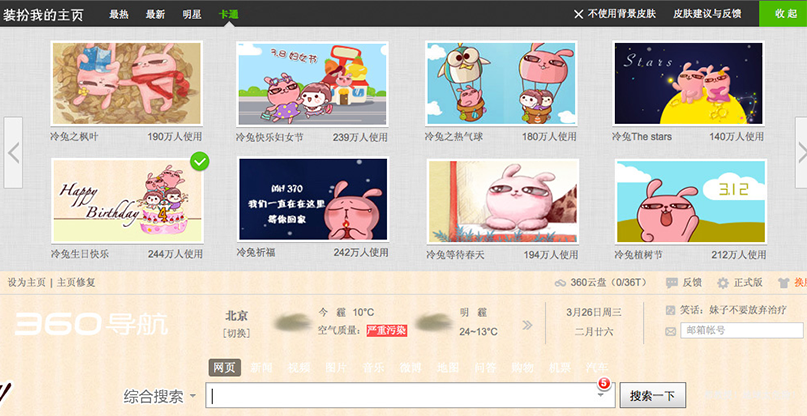 装扮我的主页 最热 最新 明星 卡通 不使用背景皮肤 皮肤建议与反馈 收起
3.8 妇女节
Stars
冷兔之枫叶 190万人使用 冷兔快乐妇女节 239万人使用 冷兔之热气球 180万人使用 冷兔The stars 140万人使用
Happy
Birthday
4
MH370
我们一直在在这里
等你回家
3.12
冷兔生日快乐 244万人使用 冷兔祈福 242万人使用 冷兔等待春天 194万人使用 冷兔植树节 212万人使用
设为主页 | 主页修复 360云盘 (0/36T) 反馈 正式版 换肤
360导航
北京 今 霾 10°C 明 霾 3月26日周三 笑话：妹子不要放弃治疗
[切换] 空气质量：严重污染 24~13°C 二月廿六 邮箱帐号
网页 新闻 视频 图片 音乐 微博 地图 问答 购物 机票 汽车
综合搜索 5 搜索一下